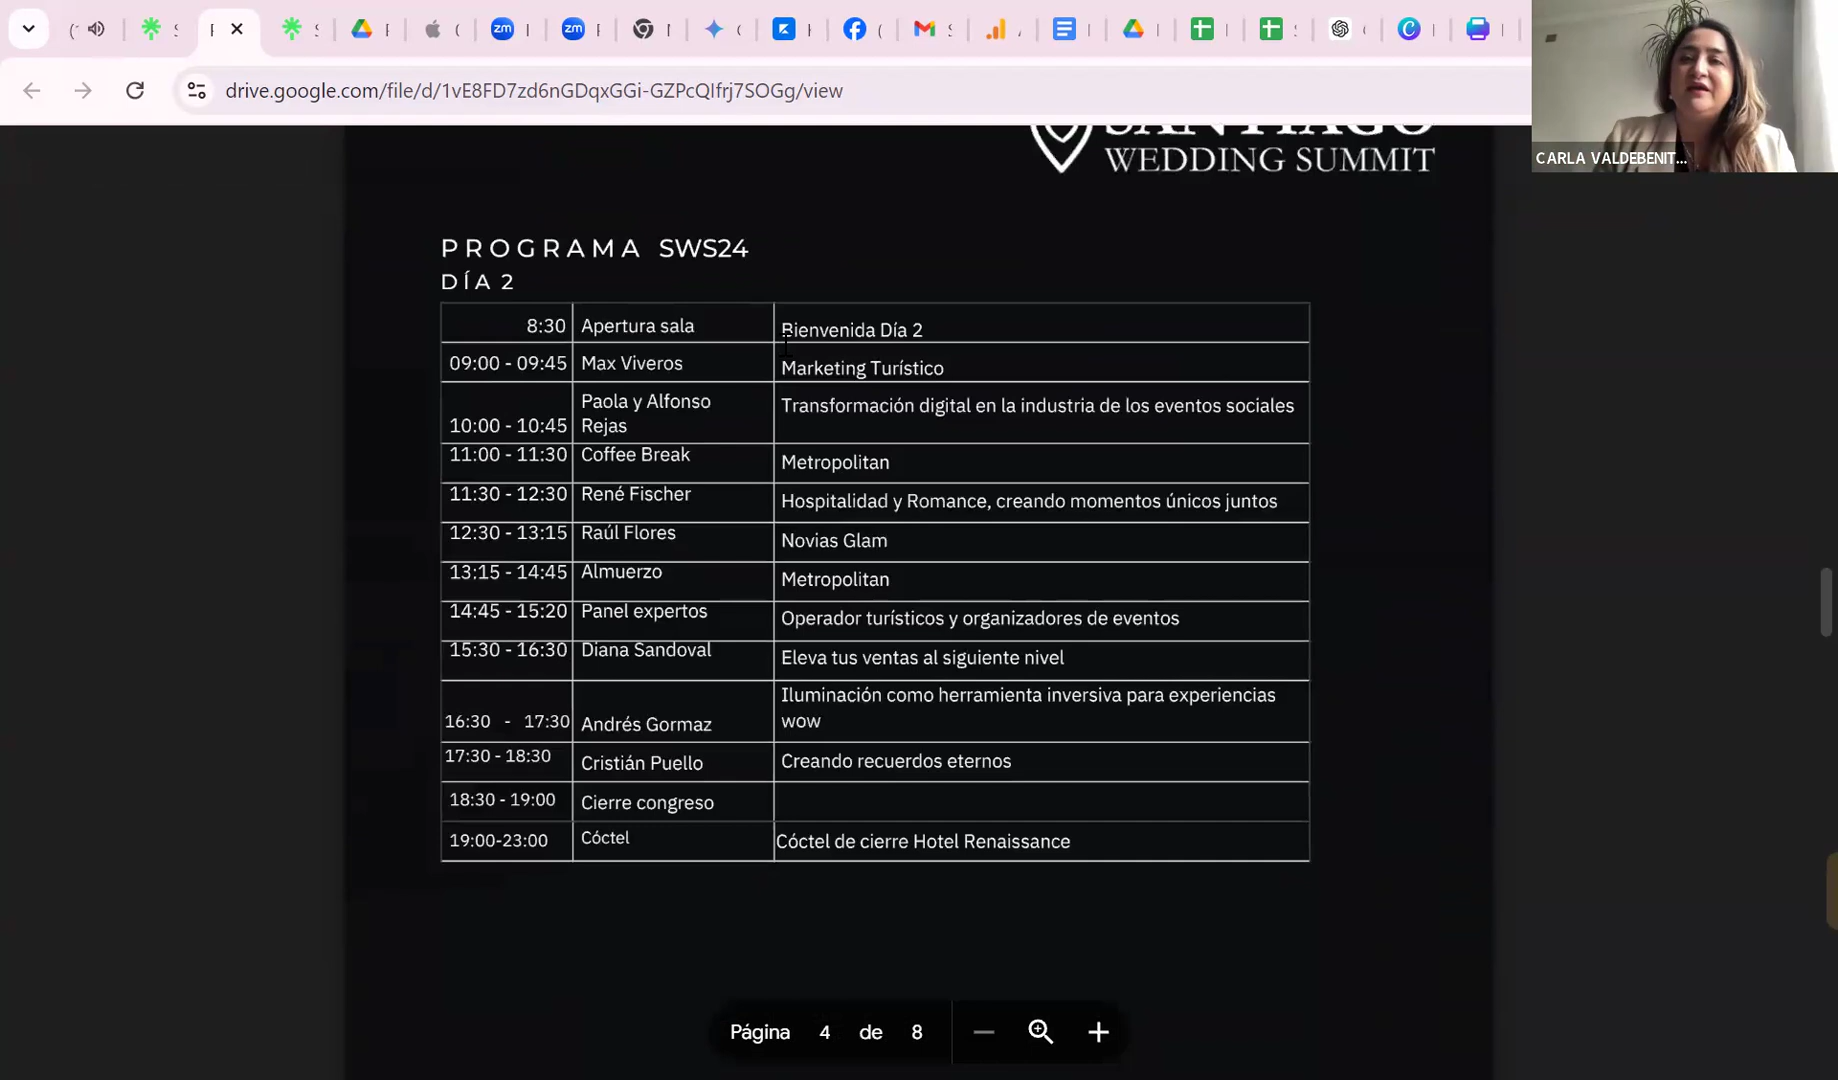 drive.google.com/file/d/1vE8FD7zd6nGDqxGGi-GZPcQIfrj7SOGg/view
CARLA VALDEBENIT...
SANTIAGO
WEDDING SUMMIT
PROGRAMA SWS24
DÍA 2
8:30 Apertura sala Bienvenida Día 2
09:00 - 09:45 Max Viveros Marketing Turístico
10:00 - 10:45 Paola y Alfonso Rejas Transformación digital en la industria de los eventos sociales
11:00 - 11:30 Coffee Break Metropolitan
11:30 - 12:30 René Fischer Hospitalidad y Romance, creando momentos únicos juntos
12:30 - 13:15 Raúl Flores Novias Glam
13:15 - 14:45 Almuerzo Metropolitan
14:45 - 15:20 Panel expertos Operador turísticos y organizadores de eventos
15:30 - 16:30 Diana Sandoval Eleva tus ventas al siguiente nivel
16:30 - 17:30 Andrés Gormaz Iluminación como herramienta inversiva para experiencias wow
17:30 - 18:30 Cristián Puello Creando recuerdos eternos
18:30 - 19:00 Cierre congreso
19:00-23:00 Cóctel Cóctel de cierre Hotel Renaissance
Página 4 de 8